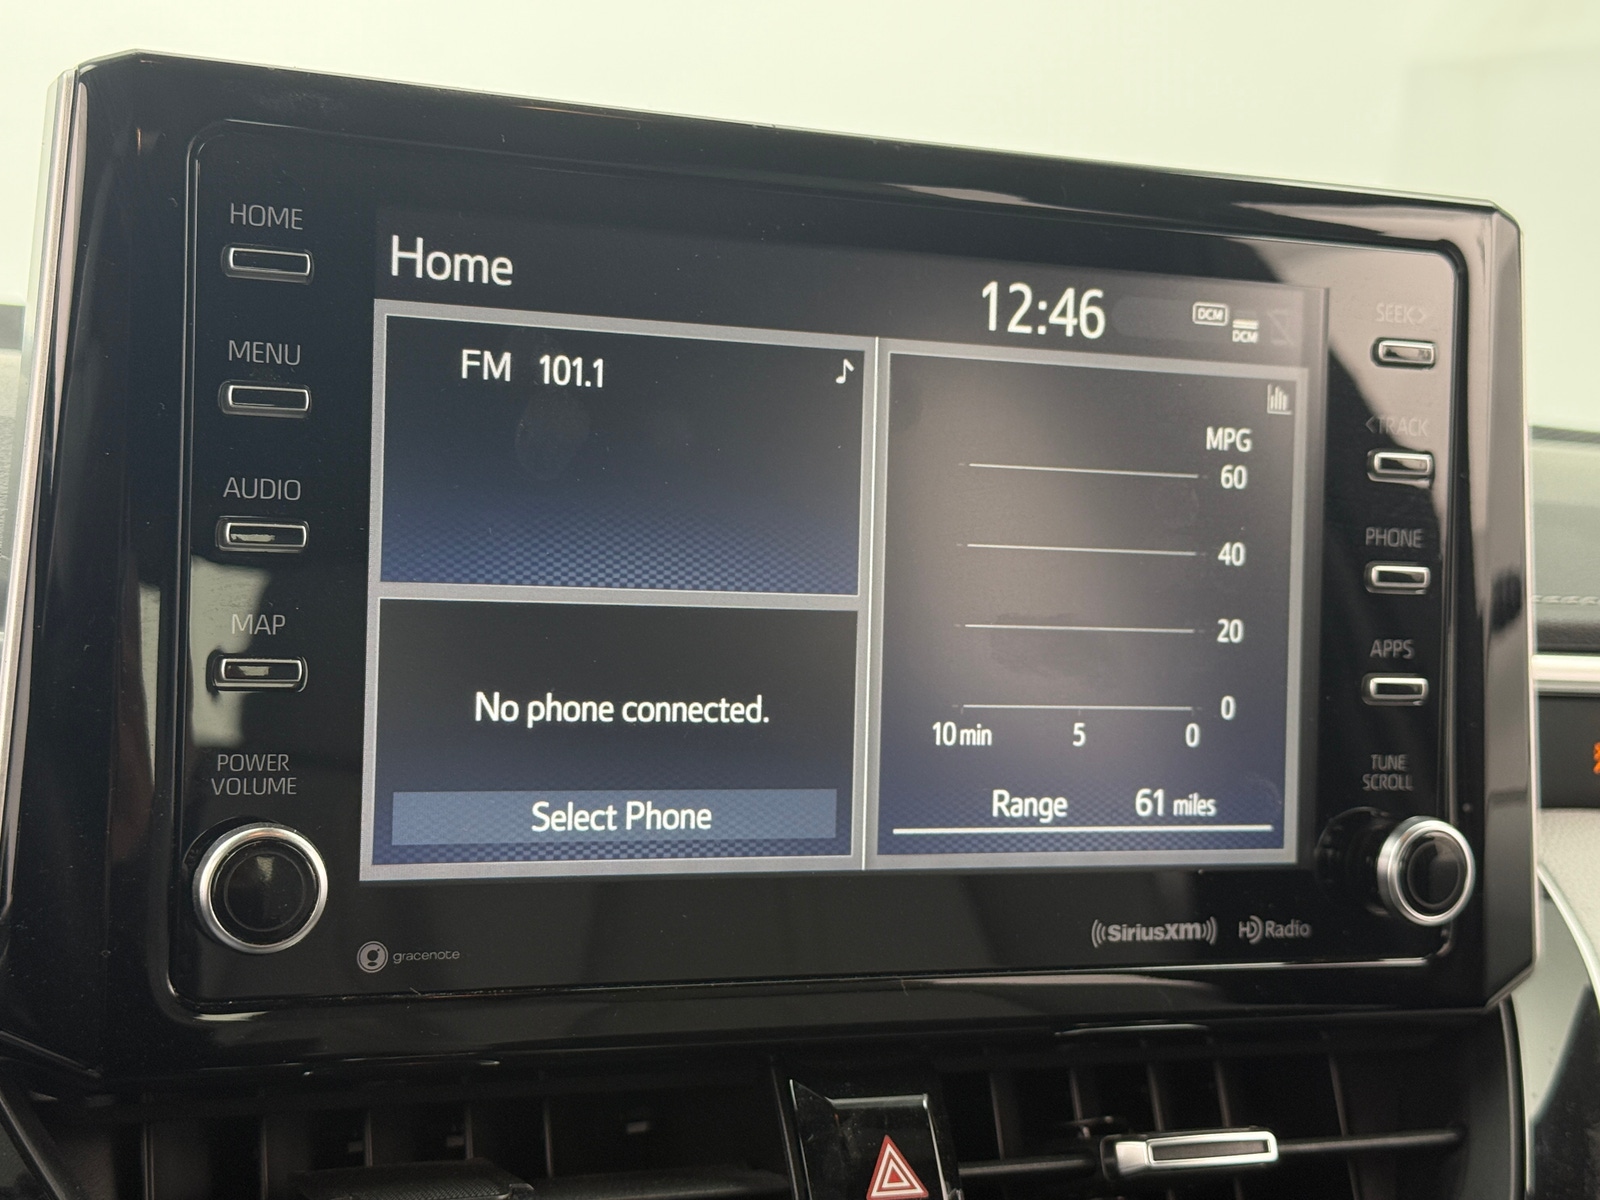 HOME
MENU
AUDIO
MAP
POWER
VOLUME
Home
12:46
DCM
DCM
FM 101.1
No phone connected.
Select Phone
MPG
60
40
20
0
10 min 5 0
Range 61 miles
SEEK>
<TRACK
PHONE
APPS
TUNE
SCROLL
gracenote
((SiriusXM))
HD Radio